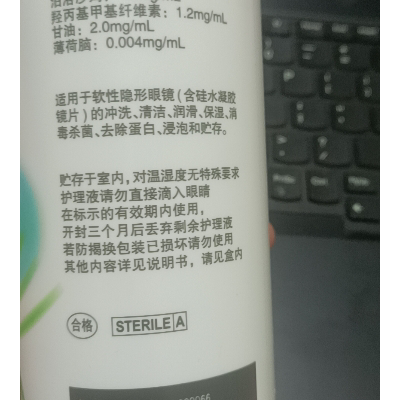 羟丙基甲基纤维素：1.2mg/mL
甘油：2.0mg/mL
薄荷脑：0.004mg/mL
适用于软性隐形眼镜（含硅水凝胶
镜片）的冲洗、清洁、润滑、保湿、消
毒杀菌、去除蛋白、浸泡和贮存。
贮存于室内，对温湿度无特殊要求
护理液请勿直接滴入眼睛
在标示的有效期内使用，
开封三个月后丢弃剩余护理液
若防揭换包装已损坏请勿使用
其他内容详见说明书，请见盒内
合格
STERILE A